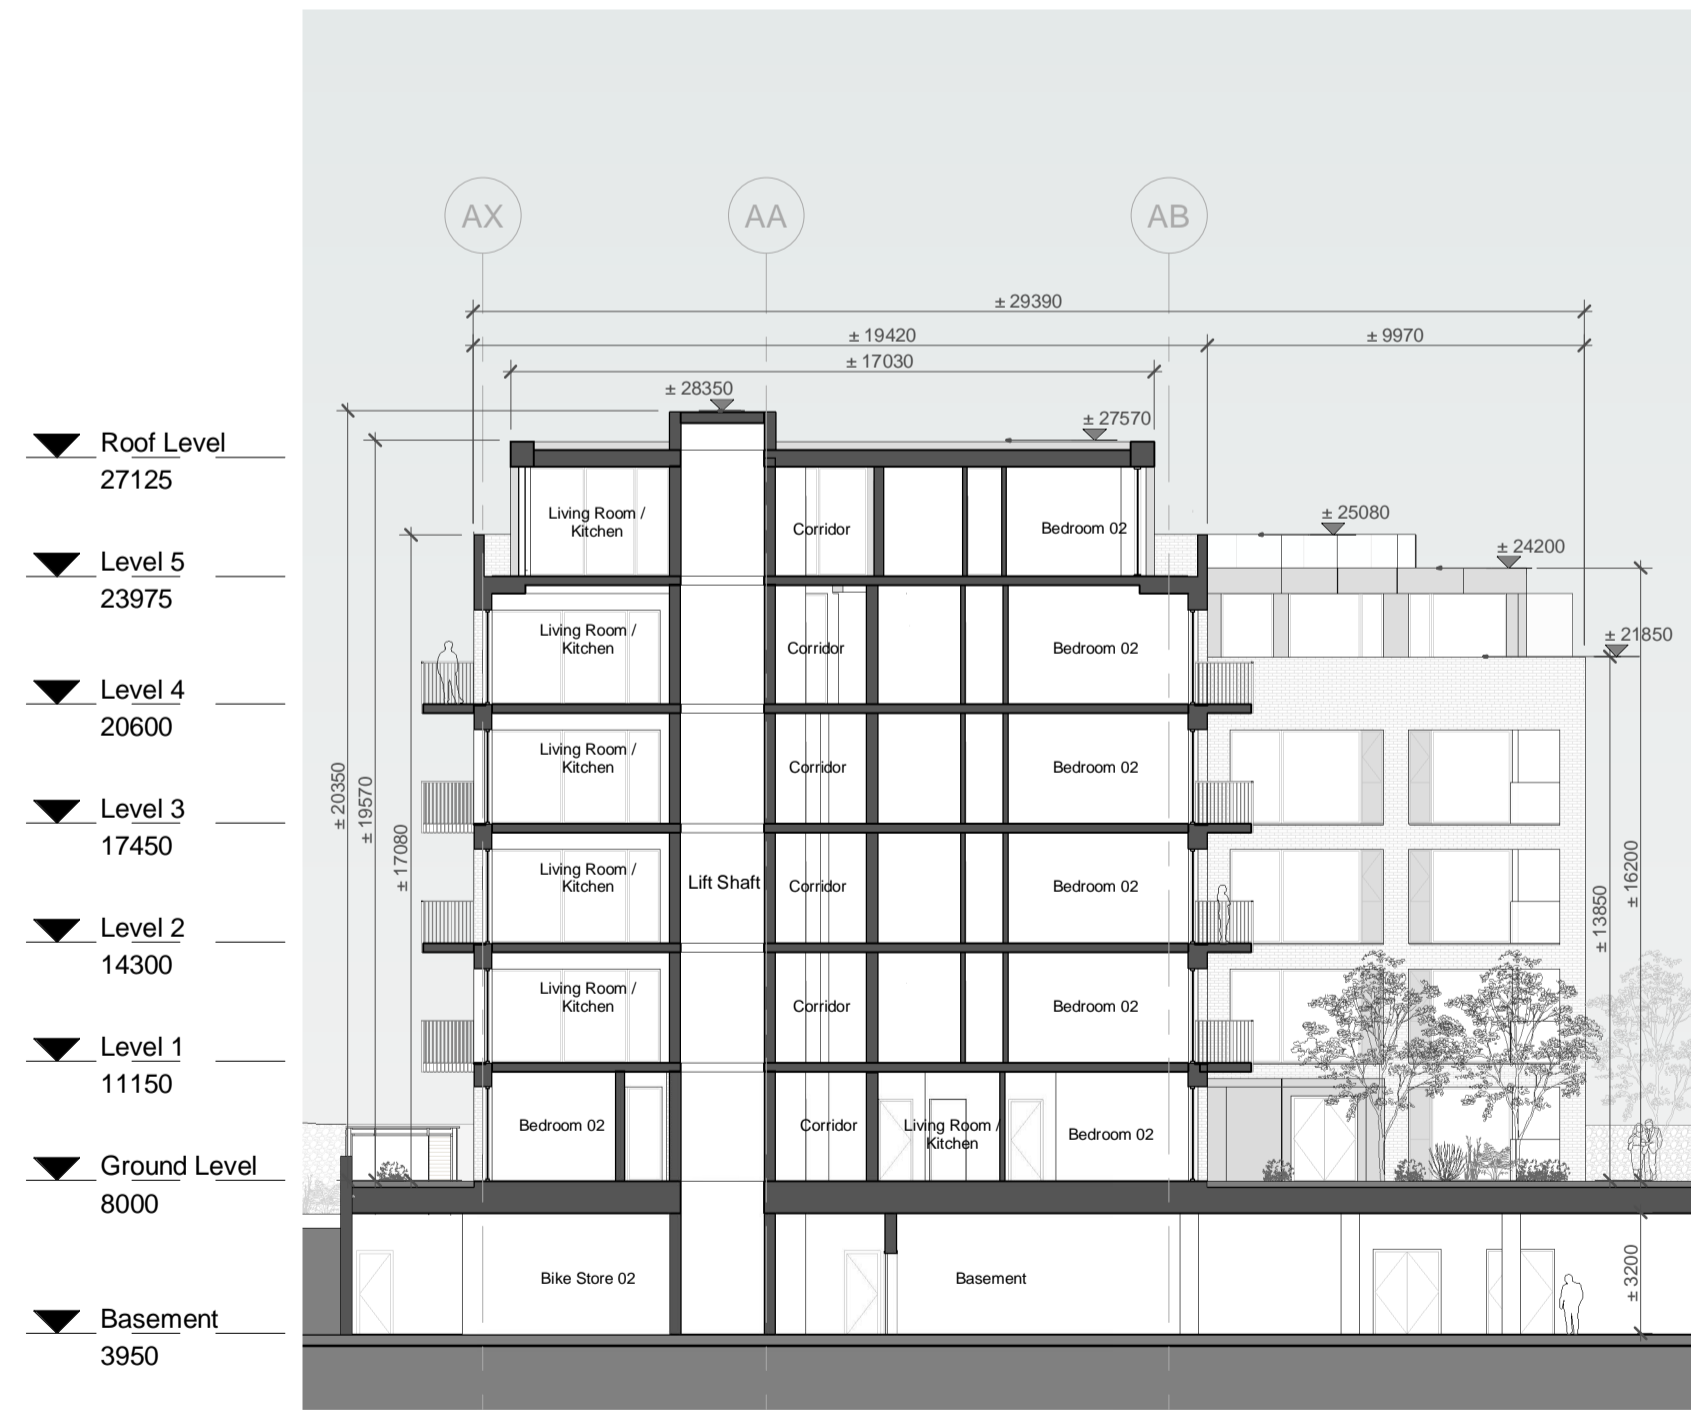 AX
AA
AB
± 29390
± 19420
± 9970
± 17030
± 28350
± 27570
Roof Level
27125
Level 5
23975
Level 4
20600
Level 3
17450
Level 2
14300
Level 1
11150
Ground Level
8000
Basement
3950
± 20350
± 19570
± 17080
Living Room /
Kitchen
Corridor
Bedroom 02
± 25080
± 24200
± 21850
Living Room /
Kitchen
Corridor
Bedroom 02
Living Room /
Kitchen
Corridor
Bedroom 02
Living Room /
Kitchen
Lift Shaft
Corridor
Bedroom 02
± 13850
± 16200
Living Room /
Kitchen
Corridor
Bedroom 02
Bedroom 02
Corridor
Living Room /
Kitchen
Bedroom 02
Bike Store 02
Basement
± 3200